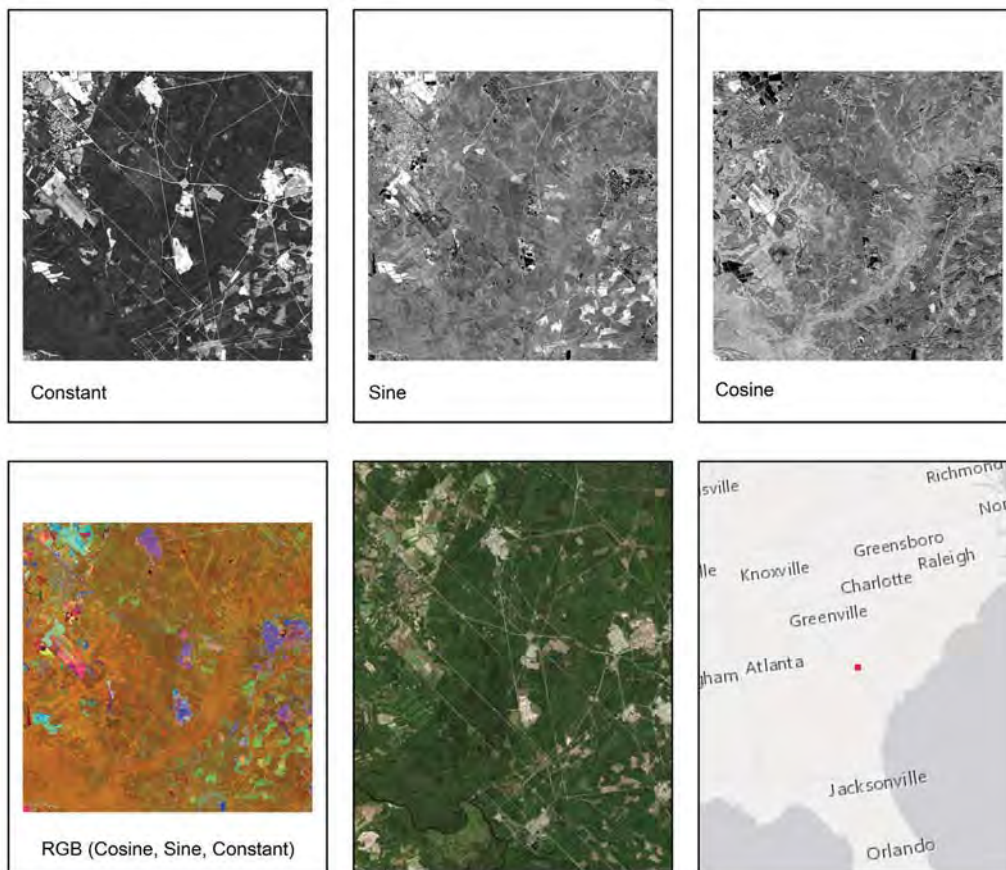 Constant
Sine
Cosine
RGB (Cosine, Sine, Constant)
Richmond
Greensboro
Knoxville
Raleigh
Charlotte
Greenville
Atlanta
Jacksonville
Orlando